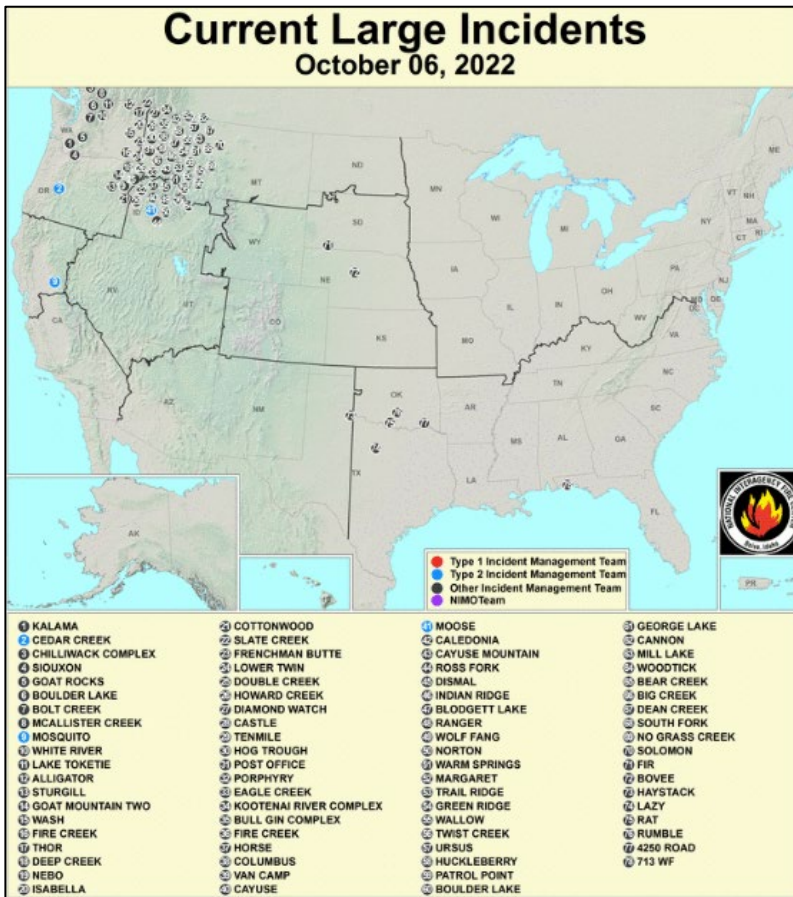 Current Large Incidents
October 06, 2022
WA
OR
ID
MT
ND
MN
WI
MI
ME
VT
NH
MA
NY
CT
RI
SD
WY
NE
IA
PA
NJ
OH
MD
DE
DC
IL
IN
WV
VA
NV
UT
CO
KS
MO
KY
CA
NC
TN
AZ
NM
OK
AR
SC
MS
AL
GA
TX
LA
FL
AK
HI
PR
NATIONAL INTERAGENCY FIRE
Boise, Idaho
Type 1 Incident Management Team
Type 2 Incident Management Team
Other Incident Management Team
NIMOTeam
1 KALAMA
2 CEDAR CREEK
3 CHILLIWACK COMPLEX
4 SIOUXON
5 GOAT ROCKS
6 BOULDER LAKE
7 BOLT CREEK
8 MCALLISTER CREEK
9 MOSQUITO
10 WHITE RIVER
11 LAKE TOKETIE
12 ALLIGATOR
13 STURGILL
14 GOAT MOUNTAIN TWO
15 WASH
16 FIRE CREEK
17 THOR
18 DEEP CREEK
19 NEBO
20 ISABELLA
21 COTTONWOOD
22 SLATE CREEK
23 FRENCHMAN BUTTE
24 LOWER TWIN
25 DOUBLE CREEK
26 HOWARD CREEK
27 DIAMOND WATCH
28 CASTLE
29 TENMILE
30 HOG TROUGH
31 POST OFFICE
32 PORPHYRY
33 EAGLE CREEK
34 KOOTENAI RIVER COMPLEX
35 BULL GIN COMPLEX
36 FIRE CREEK
37 HORSE
38 COLUMBUS
39 VAN CAMP
40 CAYUSE
41 MOOSE
42 CALEDONIA
43 CAYUSE MOUNTAIN
44 ROSS FORK
45 DISMAL
46 INDIAN RIDGE
47 BLODGETT LAKE
48 RANGER
49 WOLF FANG
50 NORTON
51 WARM SPRINGS
52 MARGARET
53 TRAIL RIDGE
54 GREEN RIDGE
55 WALLOW
56 TWIST CREEK
57 URSUS
58 HUCKLEBERRY
59 PATROL POINT
60 BOULDER LAKE
61 GEORGE LAKE
62 CANNON
63 MILL LAKE
64 WOODTICK
65 BEAR CREEK
66 BIG CREEK
67 DEAN CREEK
68 SOUTH FORK
69 NO GRASS CREEK
70 SOLOMON
71 FIR
72 BOVEE
73 HAYSTACK
74 LAZY
75 RAT
76 RUMBLE
77 4250 ROAD
78 713 WF